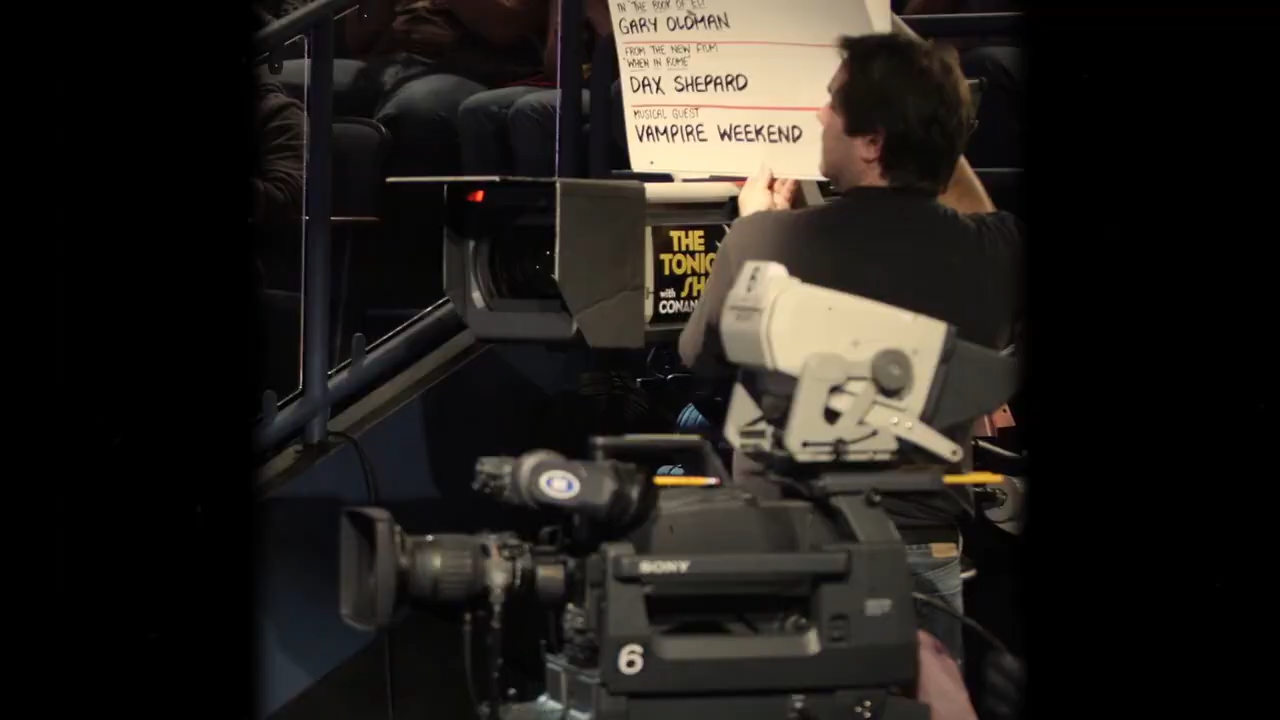 IN "THE BOOK OF ELI"
GARY OLDMAN
FROM THE NEW FILM
"WHEN IN ROME"
DAX SHEPARD
MUSICAL GUEST
VAMPIRE WEEKEND
THE
TONIG
SH
with
CONAN
SONY
6